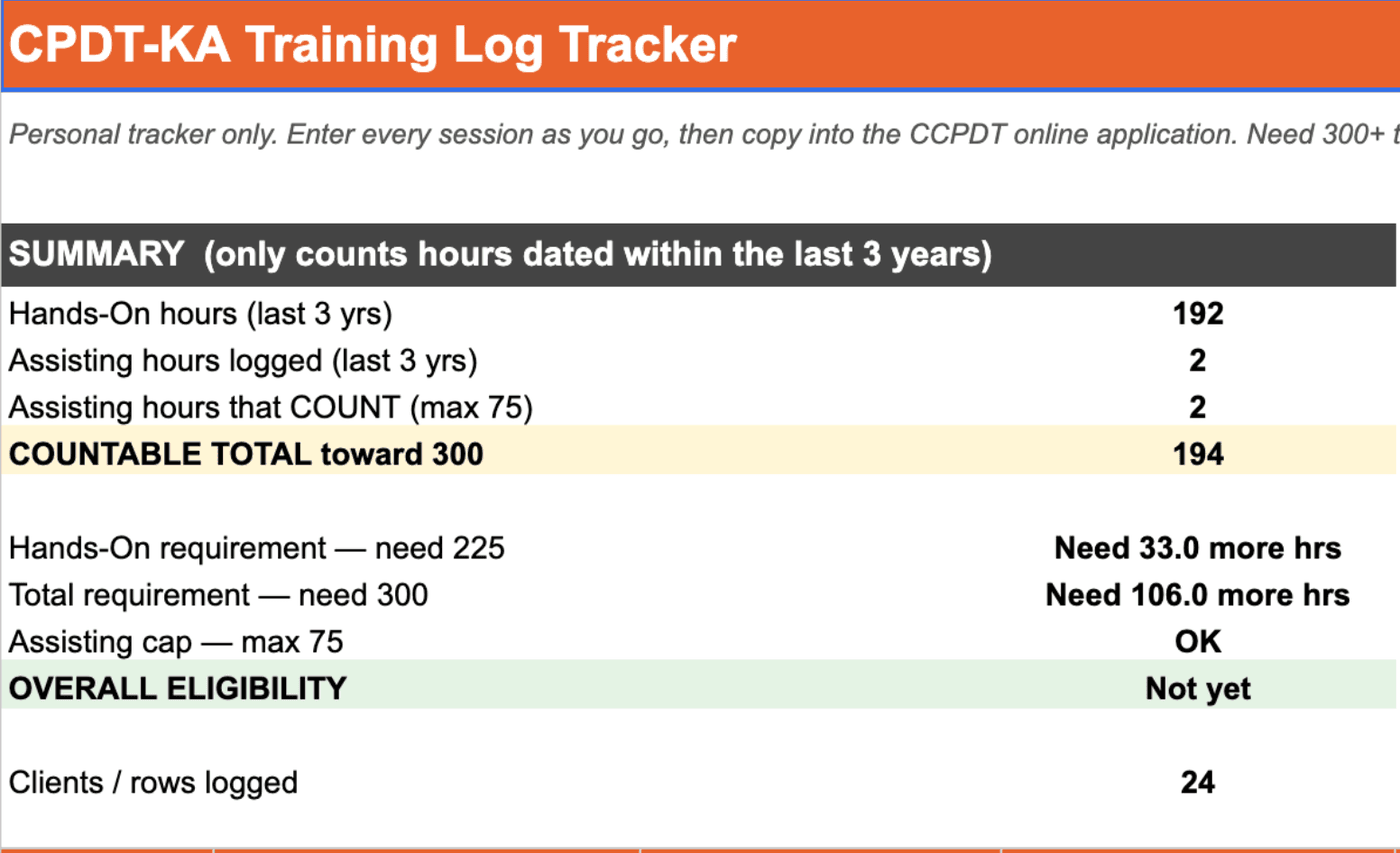 CPDT-KA Training Log Tracker
Personal tracker only. Enter every session as you go, then copy into the CCPDT online application. Need 300+
SUMMARY (only counts hours dated within the last 3 years)
Hands-On hours (last 3 yrs) 192
Assisting hours logged (last 3 yrs) 2
Assisting hours that COUNT (max 75) 2
COUNTABLE TOTAL toward 300 194
Hands-On requirement — need 225 Need 33.0 more hrs
Total requirement — need 300 Need 106.0 more hrs
Assisting cap — max 75 OK
OVERALL ELIGIBILITY Not yet
Clients / rows logged 24